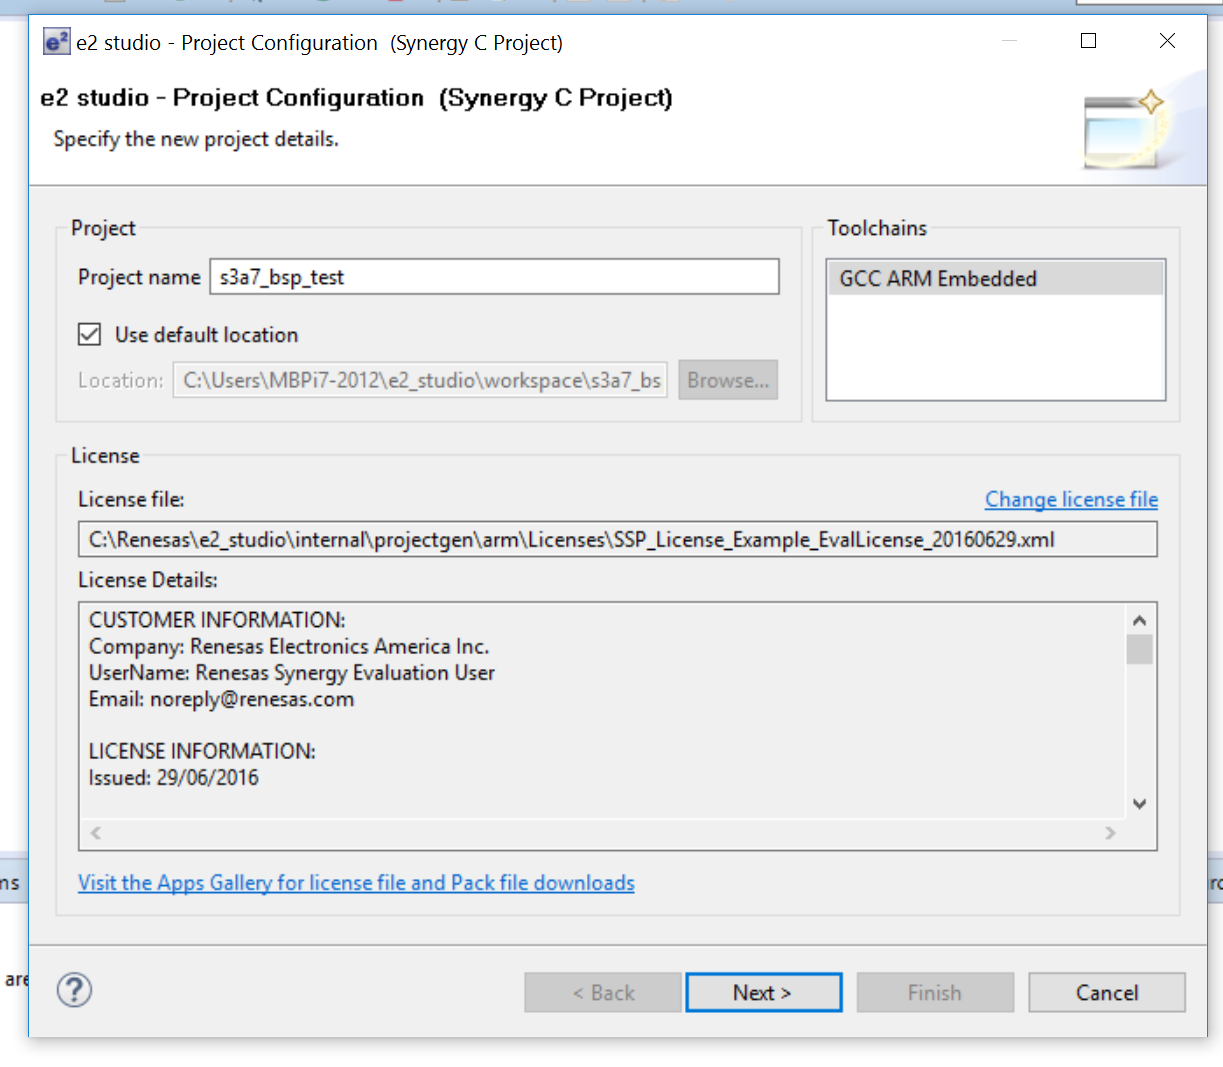 e2 studio - Project Configuration  (Synergy C Project)
e2 studio - Project Configuration  (Synergy C Project)
Specify the new project details.
Project
Project name s3a7_bsp_test
Use default location
Location: C:\Users\MBPi7-2012\e2_studio\workspace\s3a7_bs Browse...
Toolchains
GCC ARM Embedded
License
License file: Change license file
C:\Renesas\e2_studio\internal\projectgen\arm\Licenses\SSP_License_Example_EvalLicense_20160629.xml
License Details:
CUSTOMER INFORMATION:
Company: Renesas Electronics America Inc.
UserName: Renesas Synergy Evaluation User
Email: noreply@renesas.com
LICENSE INFORMATION:
Issued: 29/06/2016
Visit the Apps Gallery for license file and Pack file downloads
ms
are
? < Back Next > Finish Cancel